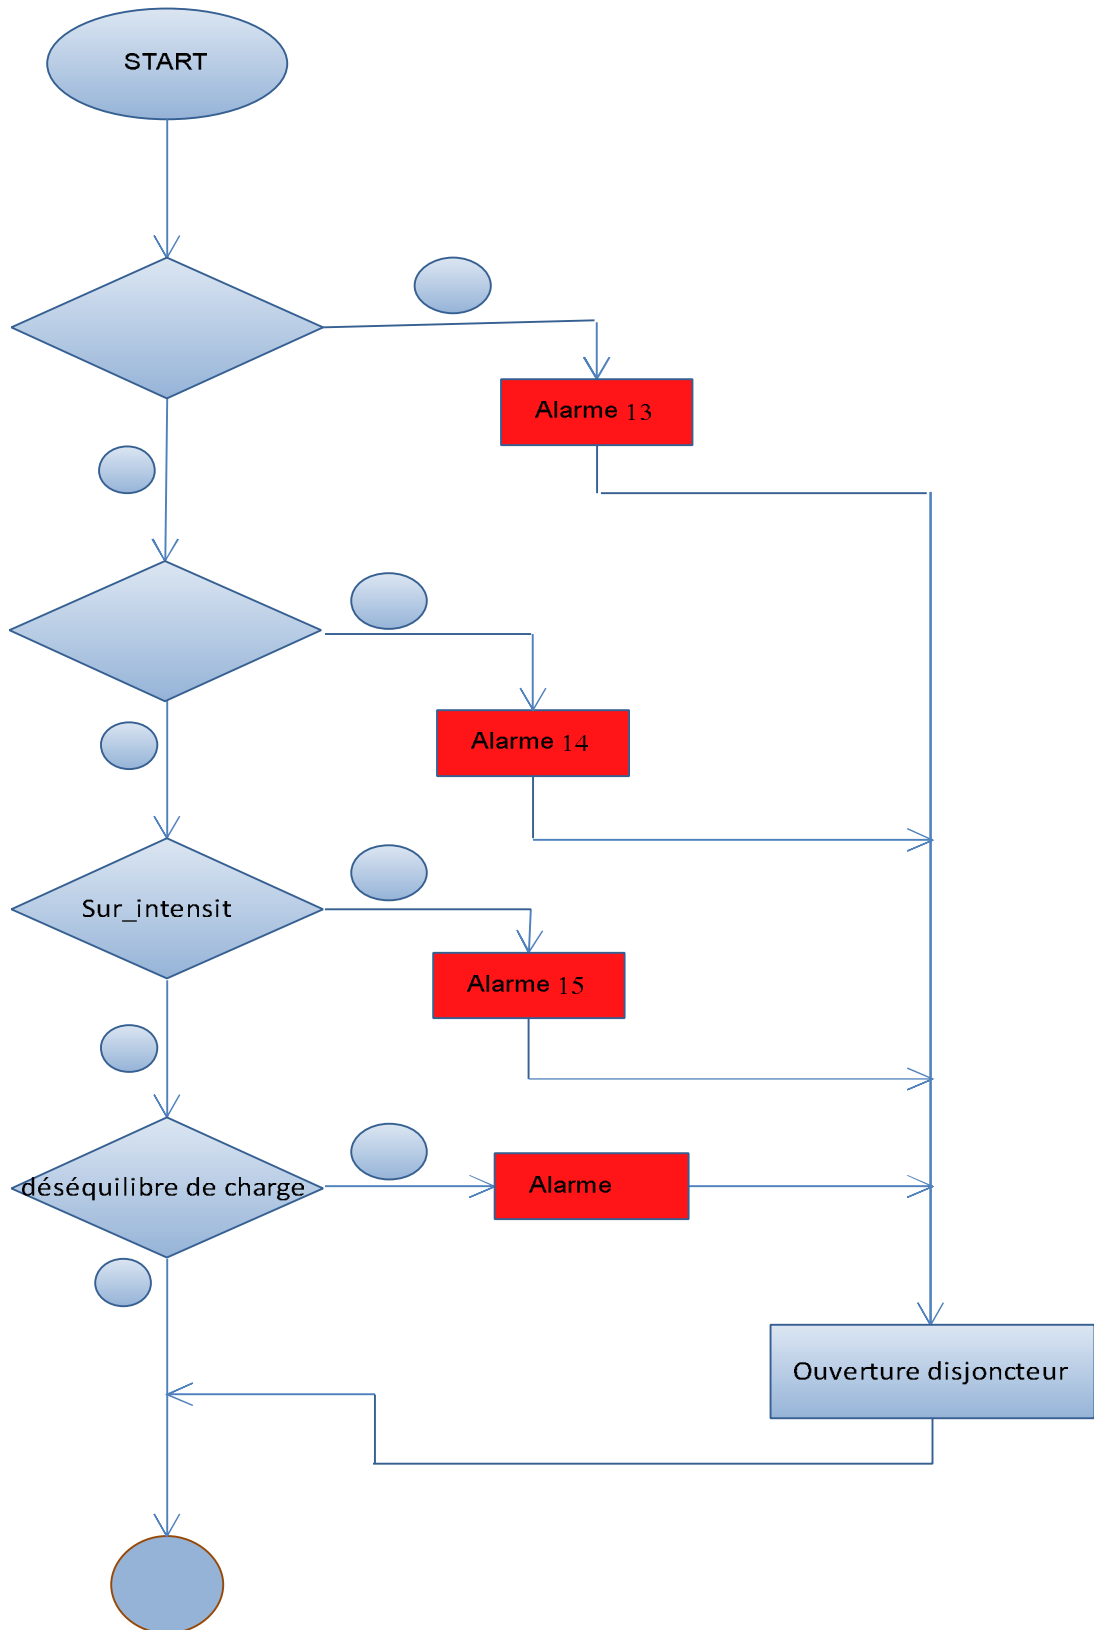 START
Alarme 13
Alarme 14
Sur_intensit
Alarme 15
déséquilibre de charge
Alarme
Ouverture disjoncteur